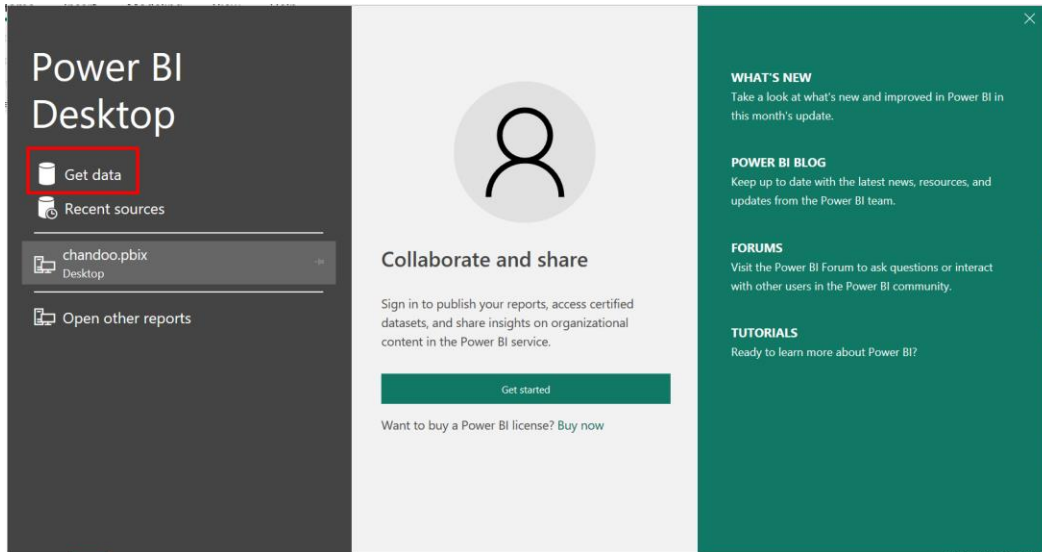 Power BI
Desktop
Get data
Recent sources
chandoo.pbix
Desktop
Open other reports
Collaborate and share
Sign in to publish your reports, access certified
datasets, and share insights on organizational
content in the Power BI service.
Get started
Want to buy a Power BI license? Buy now
WHAT'S NEW
Take a look at what's new and improved in Power BI in
this month's update.
POWER BI BLOG
Keep up to date with the latest news, resources, and
updates from the Power BI team.
FORUMS
Visit the Power BI Forum to ask questions or interact
with other users in the Power BI community.
TUTORIALS
Ready to learn more about Power BI?